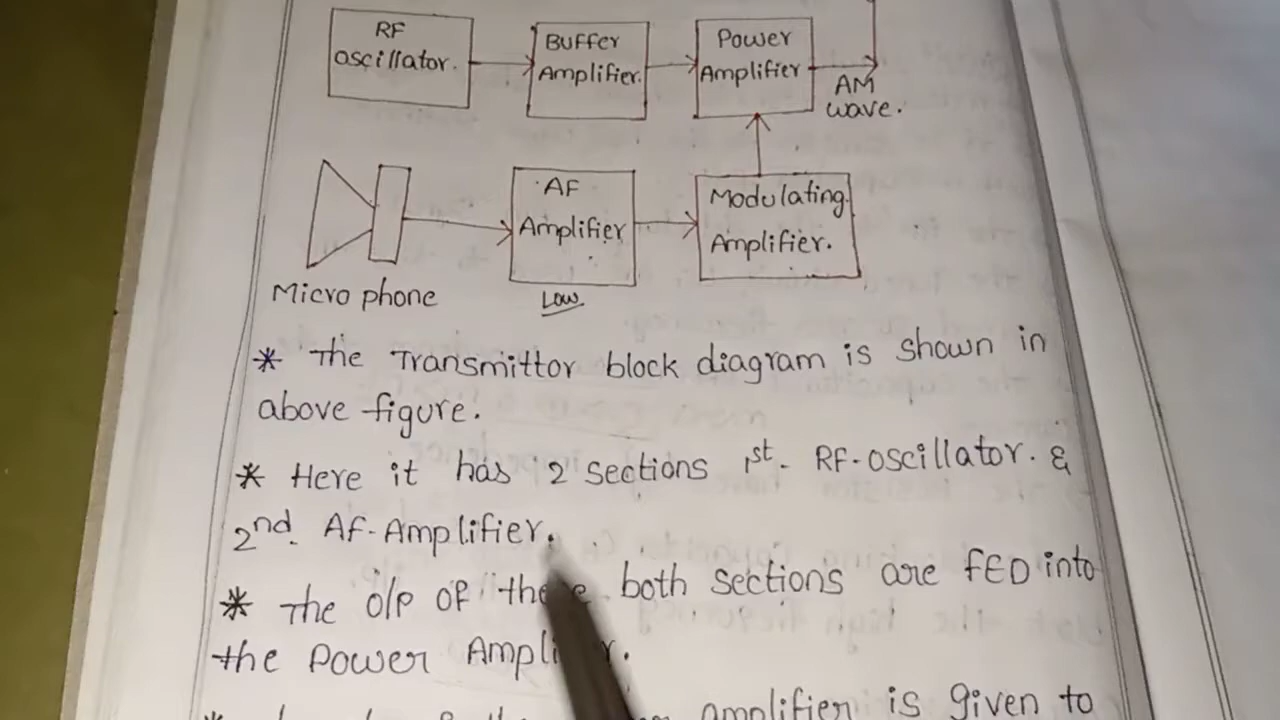 RF
oscillator.
Buffer
Amplifier.
Power
Amplifier
AM
wave.
Micro phone
AF
Amplifier
Low
Modulating
Amplifier.
* The Transmittor block diagram is shown in
above figure.
* Here it has 2 sections 1st. RF-oscillator. &
2nd. AF-Amplifier.
* The o/p of these both sections are FED into
the Power Amplifier.
amplifier is given to